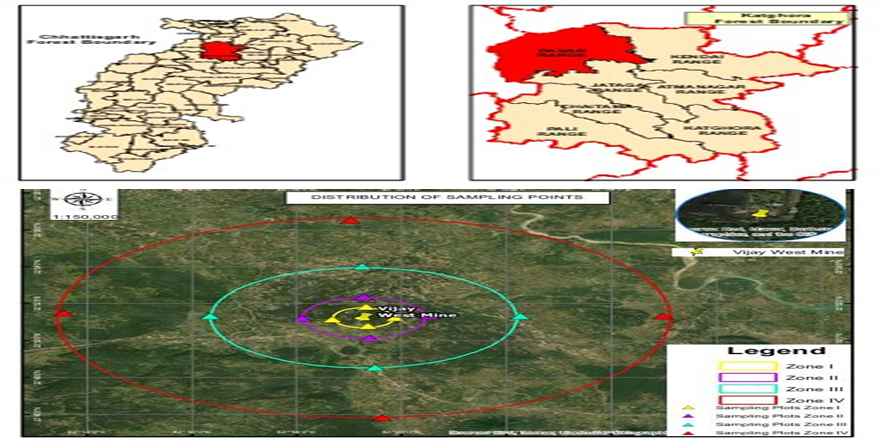 Chhattisgarh
Forest Boundary
Katghora
Forest Boundary
PASAN
RANGE
KENDAI
RANGE
JATAGA
RANGE
ATMANAGAR
RANGE
CHAITAMA
RANGE
PALI
RANGE
KATGHORA
RANGE
W E
1:150,000
DISTRIBUTION OF SAMPLING POINTS
Vijay West Mine
Vijay
West Mine
Legend
Zone I
Zone II
Zone III
Zone IV
Sampling Plots Zone I
Sampling Plots Zone II
Sampling Plots Zone III
Sampling Plots Zone IV